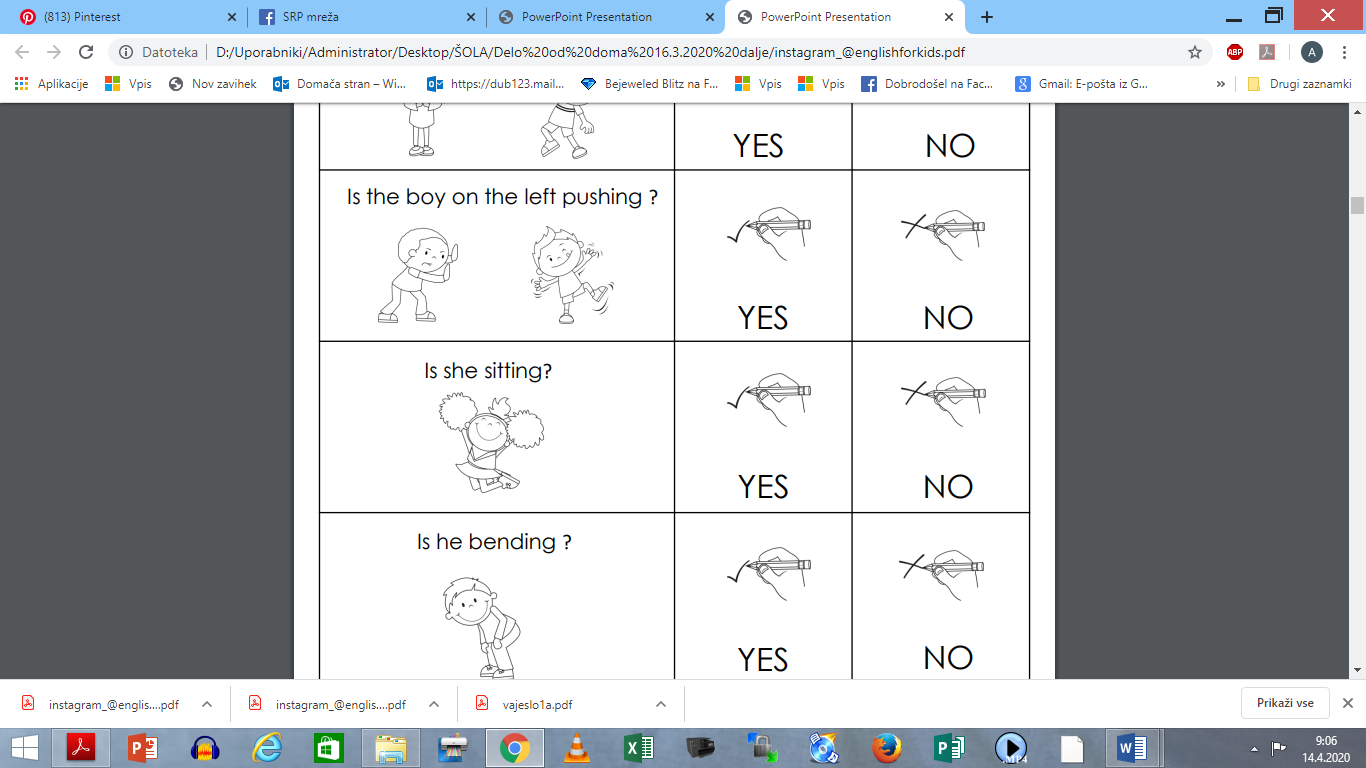 (813) Pinterest
SRP mreža
PowerPoint Presentation
PowerPoint Presentation
Datoteka
D:/Uporabniki/Administrator/Desktop/ŠOLA/Delo%20od%20doma%2016.3.2020%20dalje/instagram_@englishforkids.pdf
ABP
A
Aplikacije
Vpis
Nov zavihek
Domača stran – Wi...
https://dub123.mail...
Bejeweled Blitz na F...
Vpis
Vpis
Dobrodošel na Fac...
Gmail: E-pošta iz G...
»
Drugi zaznamki
YES
NO
Is the boy on the left pushing ?
YES
NO
Is she sitting?
YES
NO
Is he bending ?
YES
NO
instagram_@englis....pdf
instagram_@englis....pdf
vajeslo1a.pdf
Prikaži vse
MP4
9:06
14.4.2020